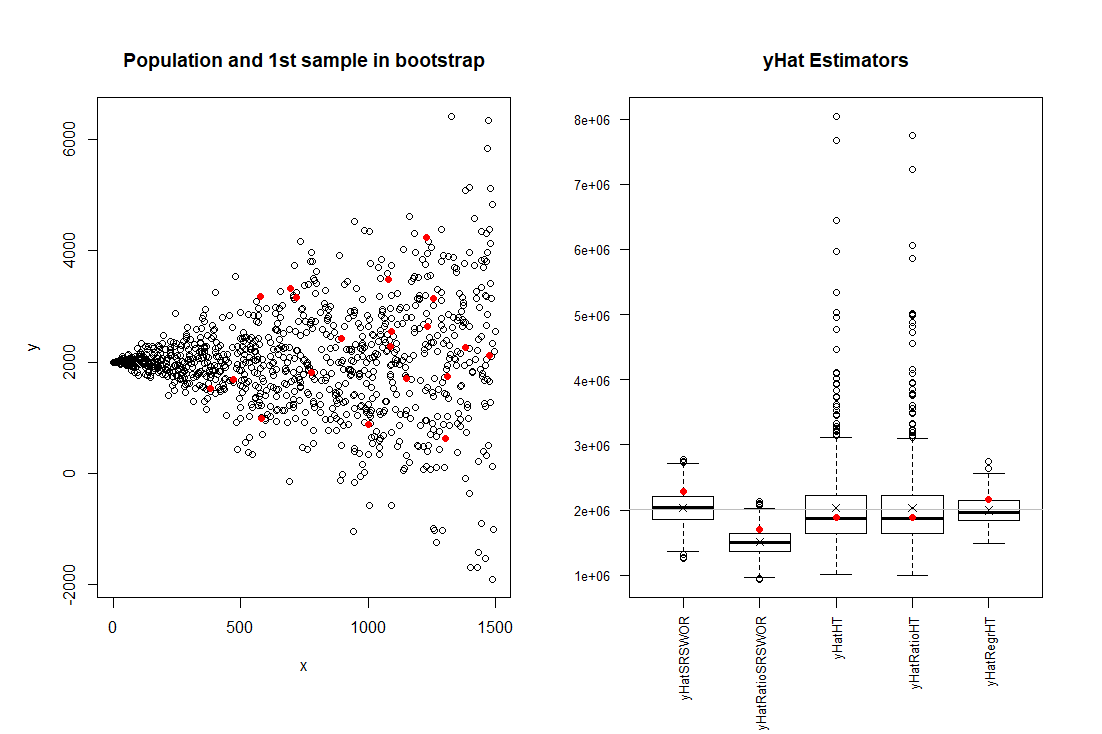 Population and 1st sample in bootstrap
y
6000
4000
2000
0
-2000
0 500 1000 1500
x
yHat Estimators
8e+06
7e+06
6e+06
5e+06
4e+06
3e+06
2e+06
1e+06
yHatSRSWOR
yHatRatioSRSWOR
yHatHT
yHatRatioHT
yHatRegrHT